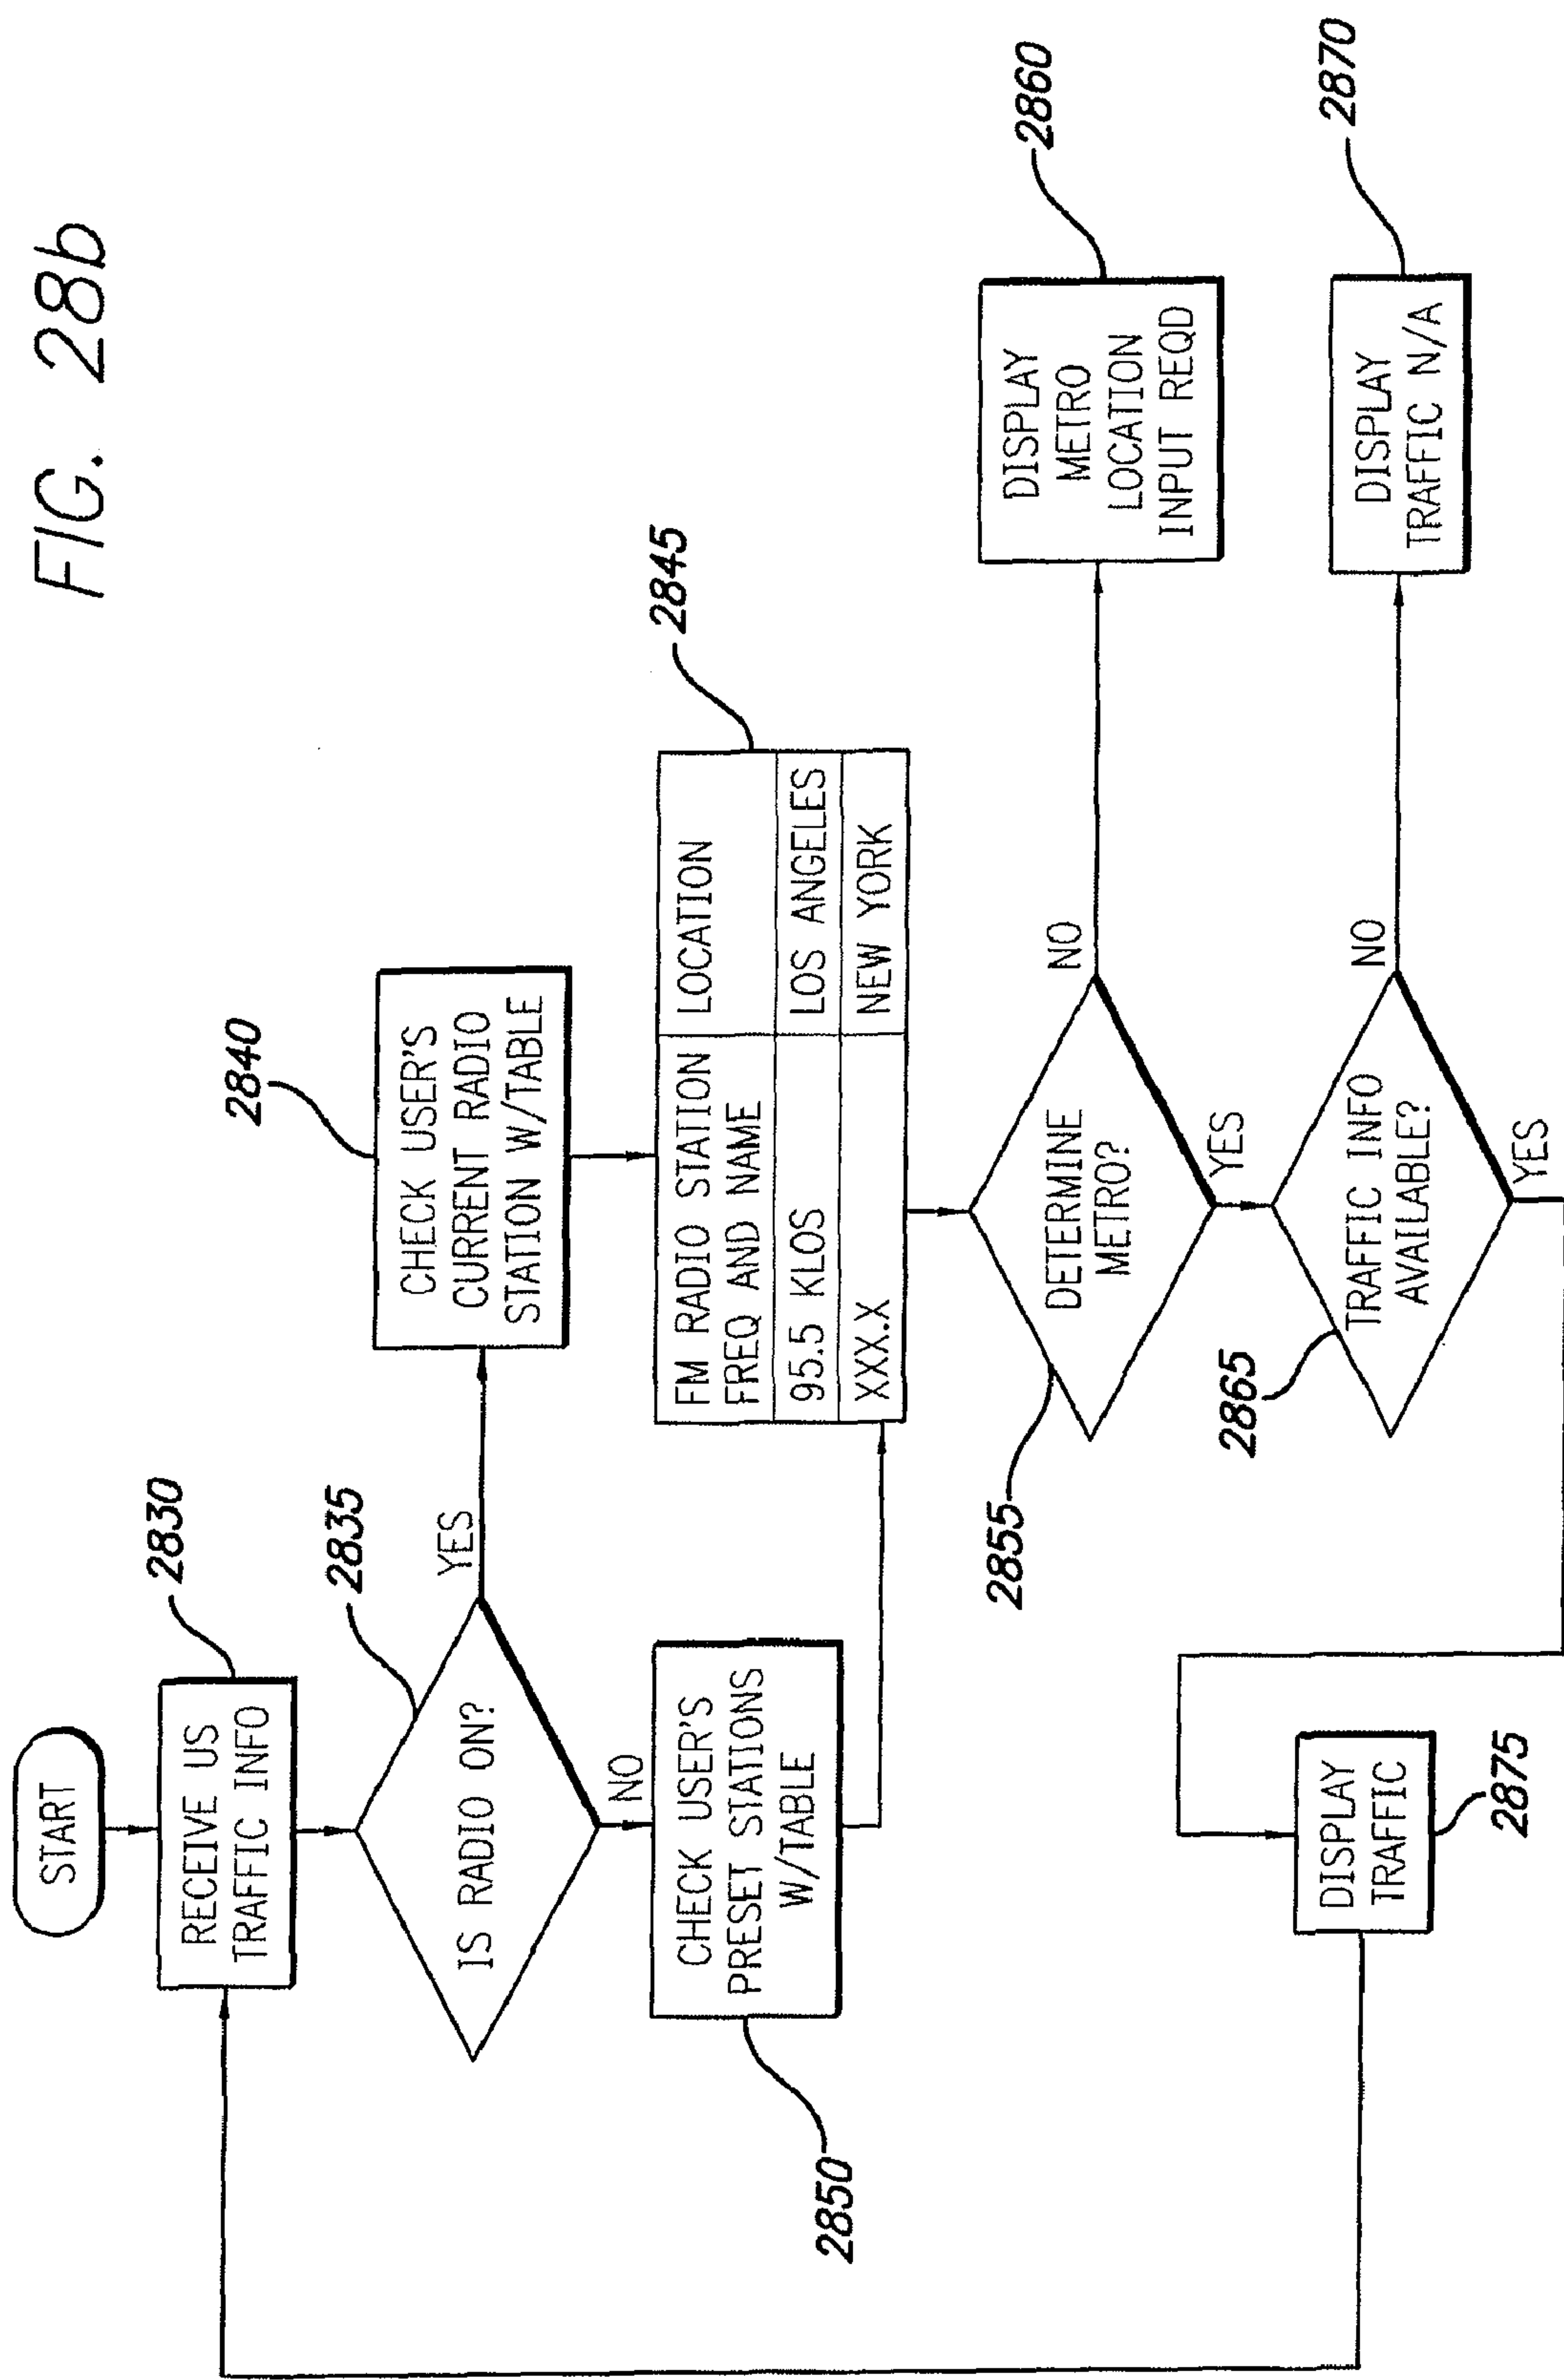 FIG. 28b
START
2830
RECEIVE US
TRAFFIC INFO
2835
IS RADIO ON?
YES
NO
2840
CHECK USER'S
CURRENT RADIO
STATION W/TABLE
2850
CHECK USER'S
PRESET STATIONS
W/TABLE
2845
FM RADIO STATION
FREQ AND NAME
LOCATION
95.5 KLOS
LOS ANGELES
XXX.X
NEW YORK
2855
DETERMINE
METRO?
NO
YES
2860
DISPLAY
METRO
LOCATION
INPUT REQD
2865
TRAFFIC INFO
AVAILABLE?
NO
YES
2870
DISPLAY
TRAFFIC N/A
DISPLAY
TRAFFIC
2875